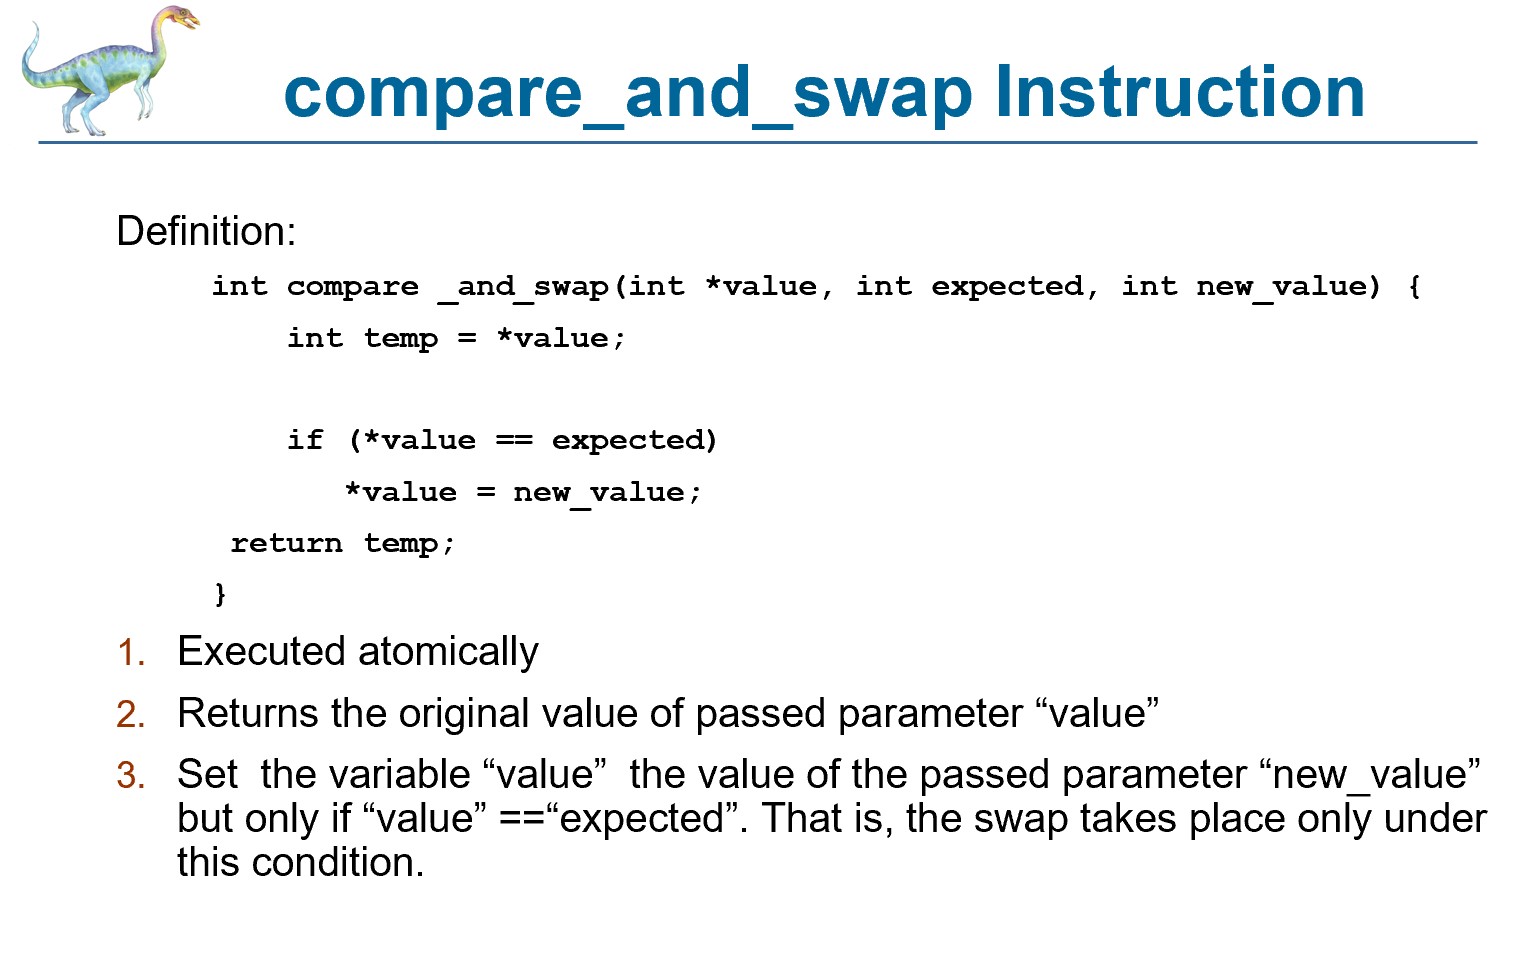 compare_and_swap Instruction
Definition:
int compare _and_swap(int *value, int expected, int new_value) {
int temp = *value;
if (*value == expected)
*value = new_value;
return temp;
}
1. Executed atomically
2. Returns the original value of passed parameter “value”
3. Set  the variable “value”  the value of the passed parameter “new_value”
but only if “value” ==“expected”. That is, the swap takes place only under
this condition.